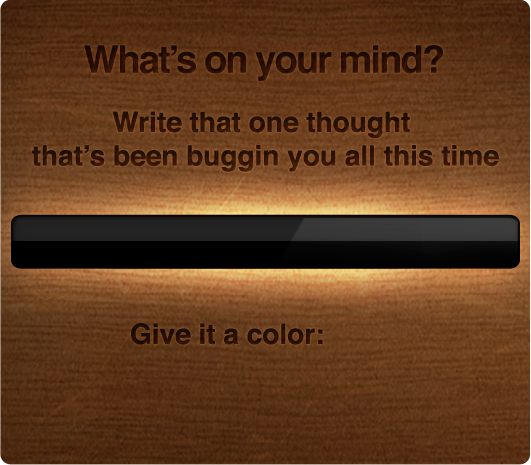 What's on your mind?
Write that one thought
that's been buggin you all this time
Give it a color: